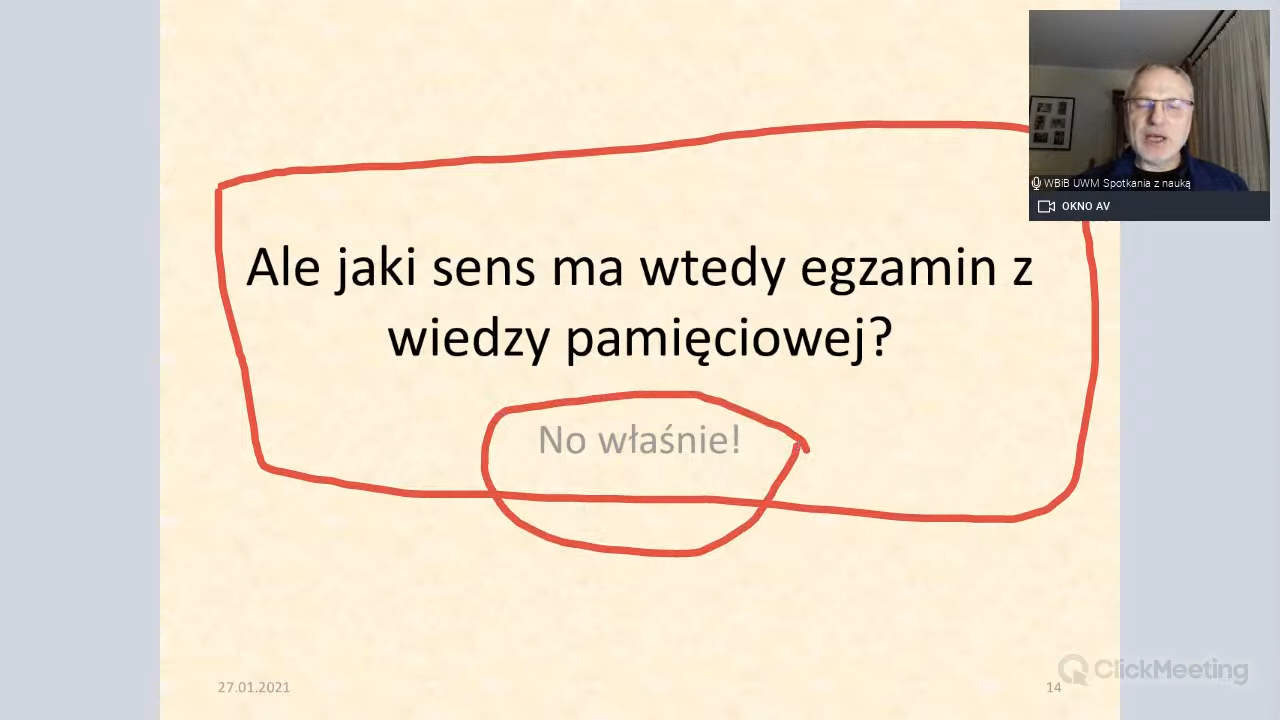 WBiB UWM Spotkania z nauką
OKNO AV
Ale jaki sens ma wtedy egzamin z
wiedzy pamięciowej?
No właśnie!
27.01.2021
14
ClickMeeting